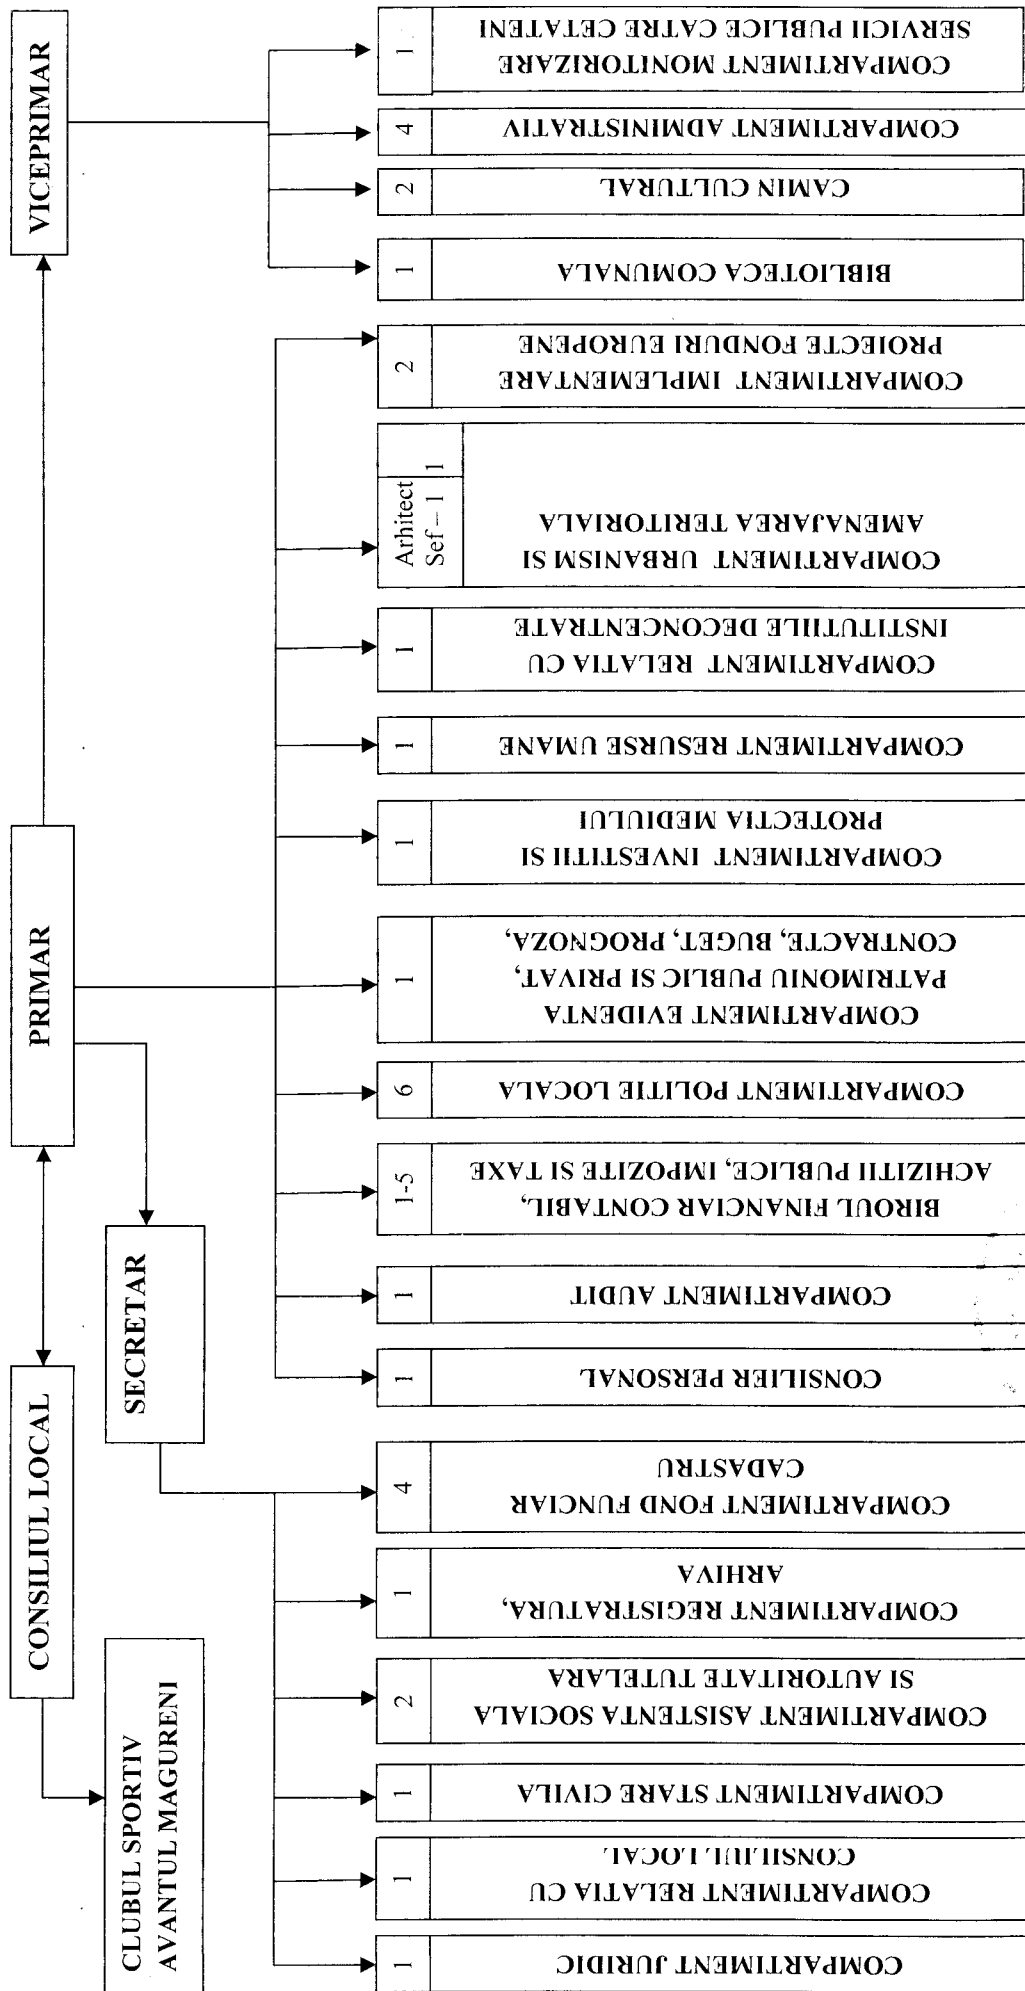 CONSILIUL LOCAL
PRIMAR
VICEPRIMAR
CLUBUL SPORTIV
AVANTUL MAGURENI
SECRETAR
1
COMPARTIMENT JURIDIC
1
COMPARTIMENT RELATIA CU
CONSILIUL LOCAL
1
COMPARTIMENT STARE CIVILA
2
COMPARTIMENT ASISTENTA SOCIALA
SI AUTORITATE TUTELARA
1
COMPARTIMENT REGISTRATURA,
ARHIVA
4
COMPARTIMENT FOND FUNCIAR
CADASTRU
1
CONSILIER PERSONAL
1
COMPARTIMENT AUDIT
1-5
BIROUL FINANCIAR CONTABIL,
ACHIZITII PUBLICE, IMPOZITE SI TAXE
6
COMPARTIMENT POLITIE LOCALA
1
COMPARTIMENT EVIDENTA
PATRIMONIU PUBLIC SI PRIVAT,
CONTRACTE, BUGET, PROGNOZA,
1
COMPARTIMENT INVESTITII SI
PROTECTIA MEDIULUI
1
COMPARTIMENT RESURSE UMANE
1
COMPARTIMENT RELATIA CU
INSTITUTIILE DECONCENTRATE
Arhitect
Sef – 1
1
COMPARTIMENT URBANISM SI
AMENAJAREA TERITORIALA
2
COMPARTIMENT IMPLEMENTARE
PROIECTE FONDURI EUROPENE
1
BIBLIOTECA COMUNALA
2
CAMIN CULTURAL
4
COMPARTIMENT ADMINISTRATIV
1
COMPARTIMENT MONITORIZARE
SERVICII PUBLICE CATRE CETATENI